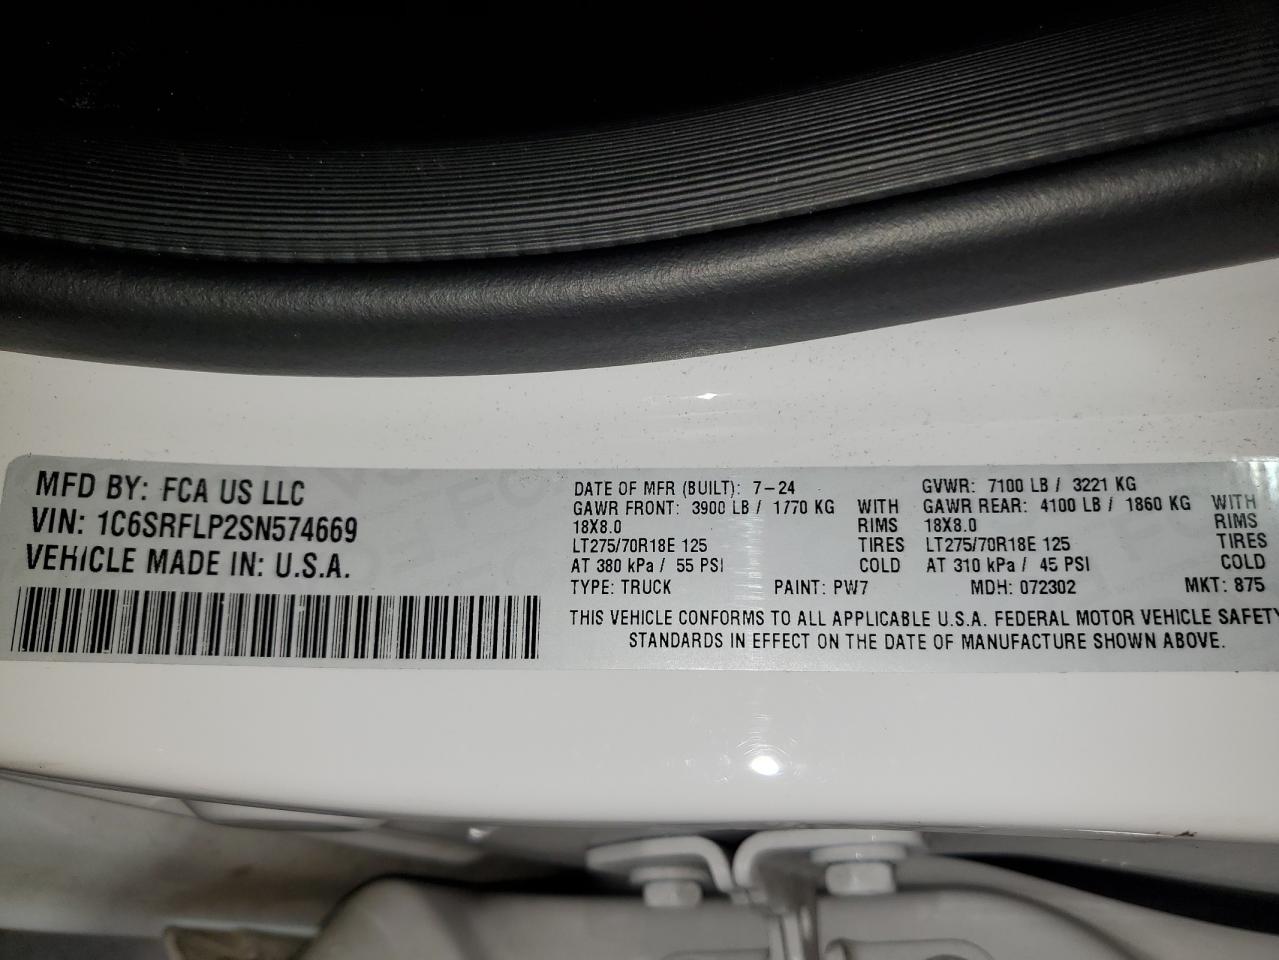 MFD BY: FCA US LLC
VIN: 1C6SRFLP2SN574669
VEHICLE MADE IN: U.S.A.
DATE OF MFR (BUILT): 7-24 GVWR: 7100 LB / 3221 KG
GAWR FRONT: 3900 LB / 1770 KG WITH GAWR REAR: 4100 LB / 1860 KG WITH
18X8.0 RIMS 18X8.0 RIMS
LT275/70R18E 125 TIRES LT275/70R18E 125 TIRES
AT 380 kPa / 55 PSI COLD AT 310 kPa / 45 PSI COLD
TYPE: TRUCK PAINT: PW7 MDH: 072302 MKT: 875
THIS VEHICLE CONFORMS TO ALL APPLICABLE U.S.A. FEDERAL MOTOR VEHICLE SAFETY
STANDARDS IN EFFECT ON THE DATE OF MANUFACTURE SHOWN ABOVE.